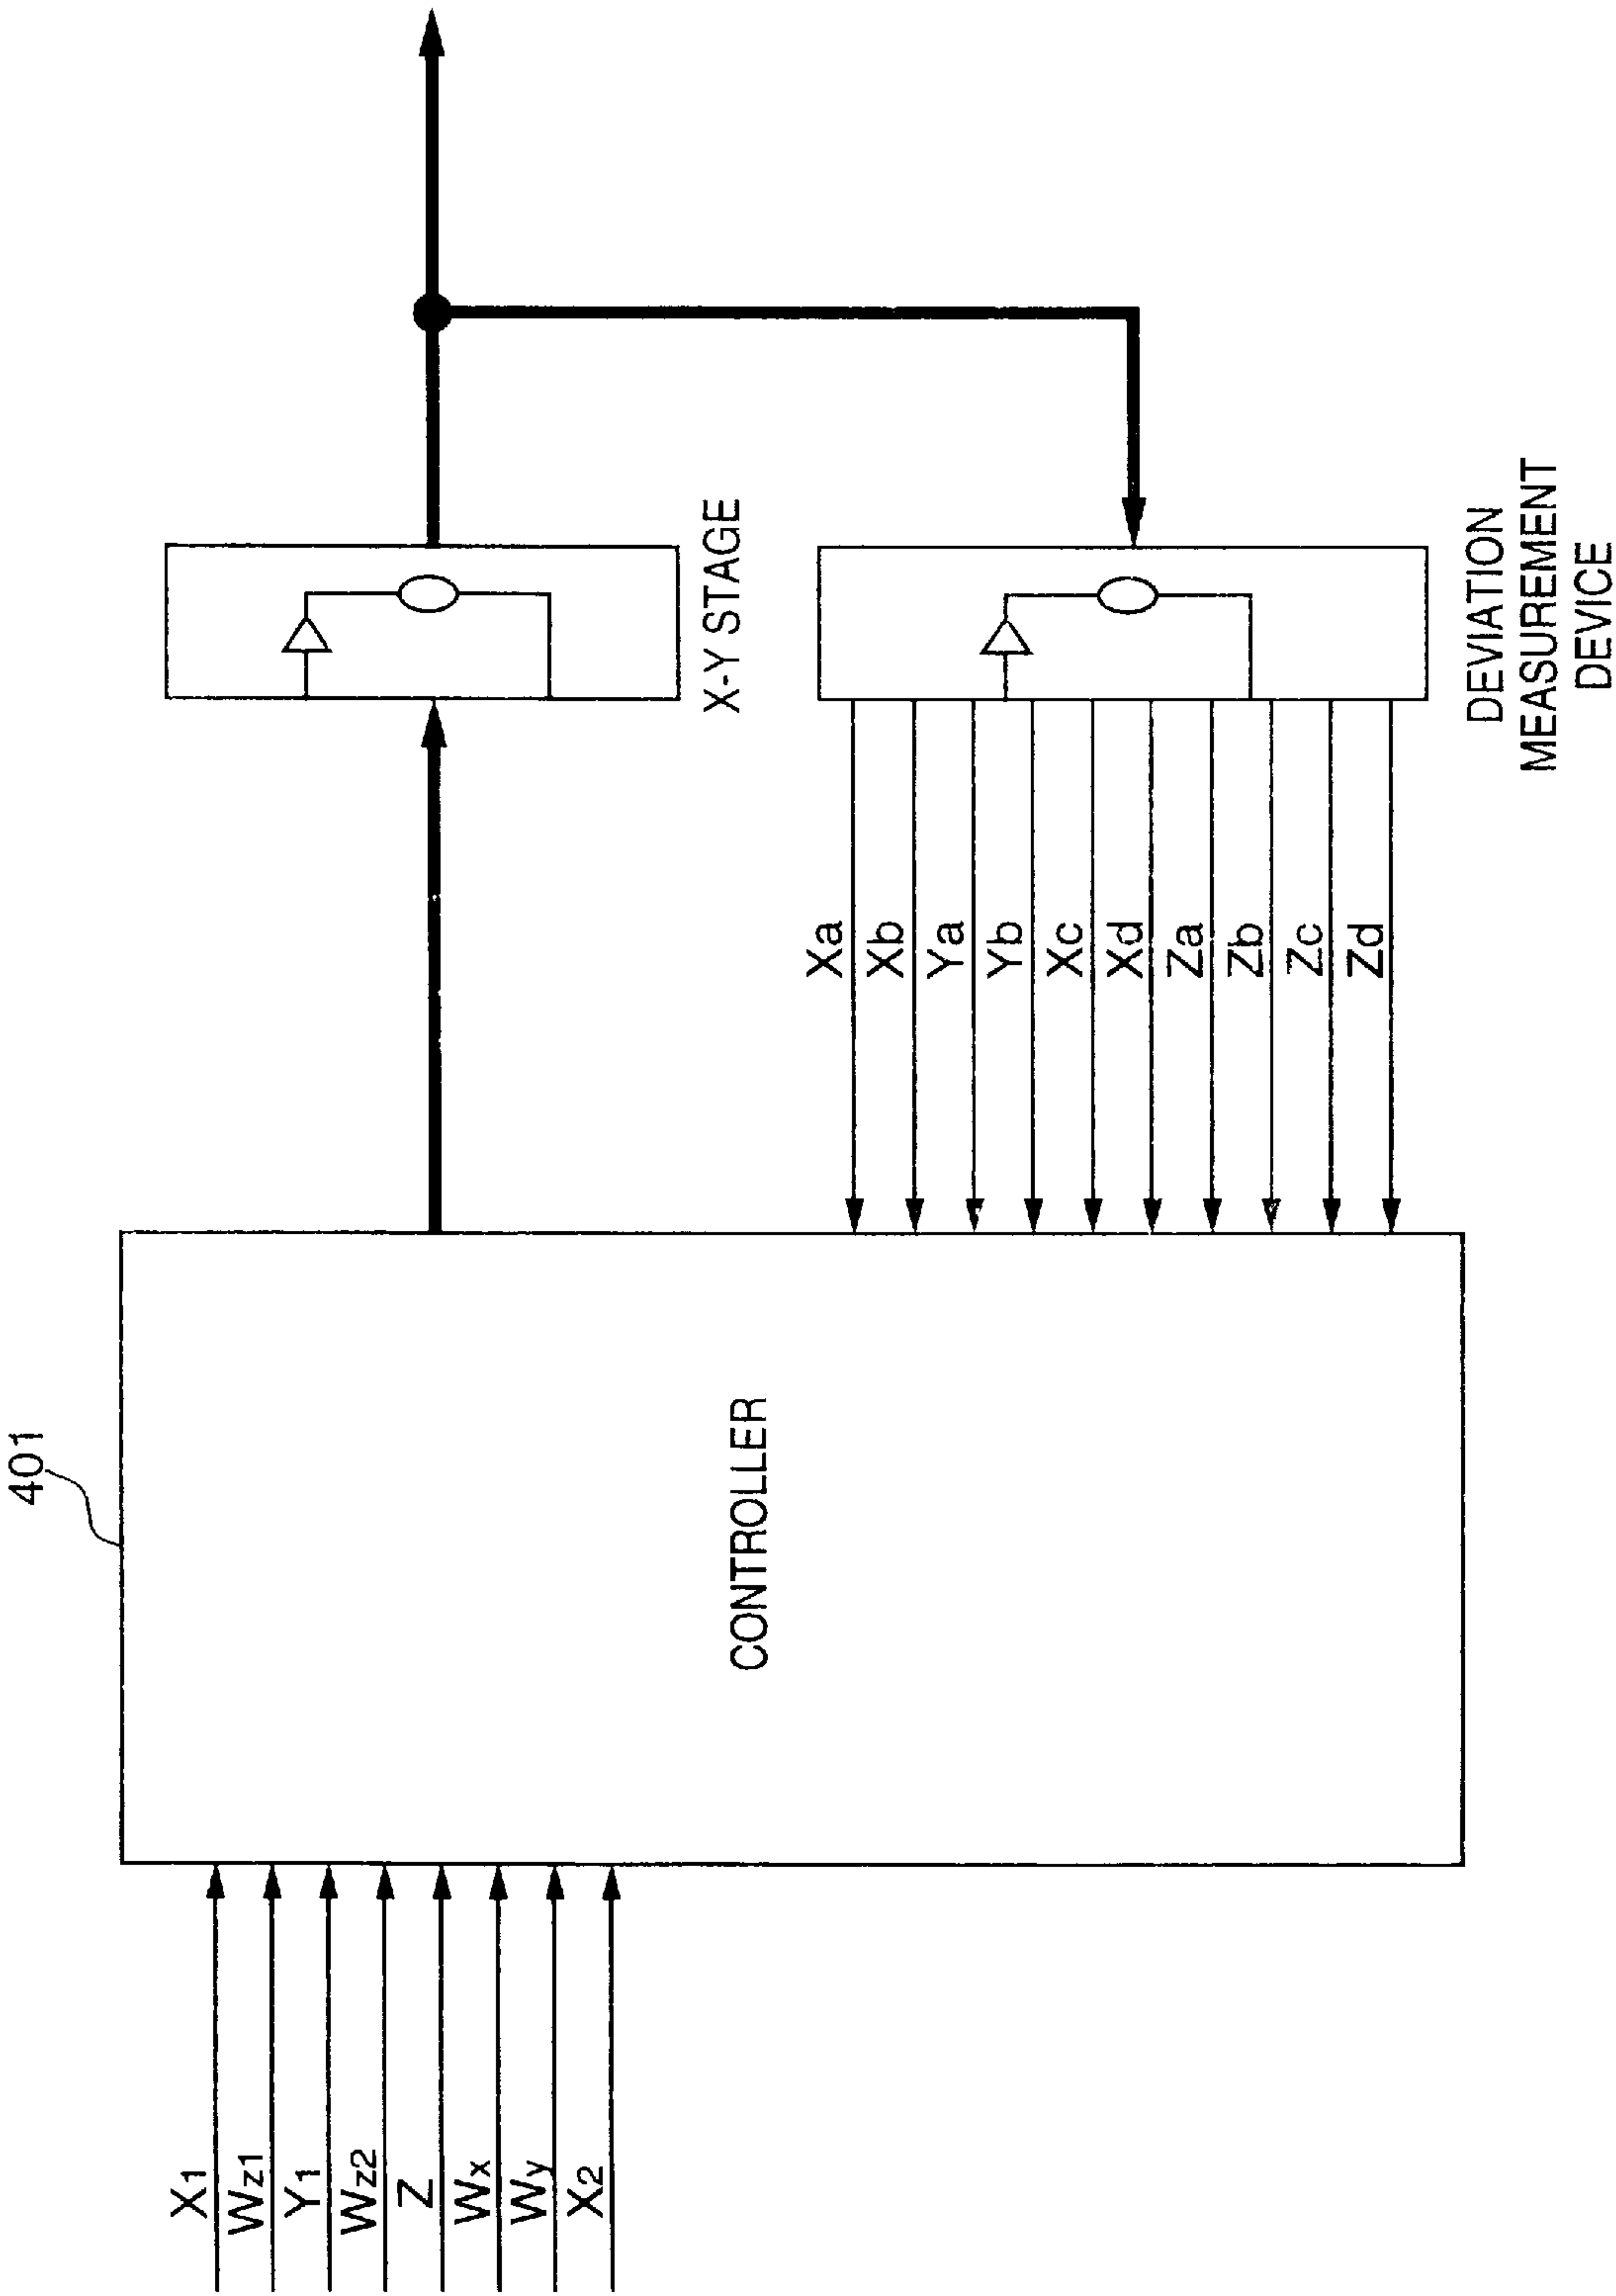 401
X1
Wz1
Y1
Wz2
Z
Wx
Wy
X2
CONTROLLER
X-Y STAGE
Xa
Xb
Ya
Yb
Xc
Xd
Za
Zb
Zc
Zd
DEVIATION
MEASUREMENT
DEVICE